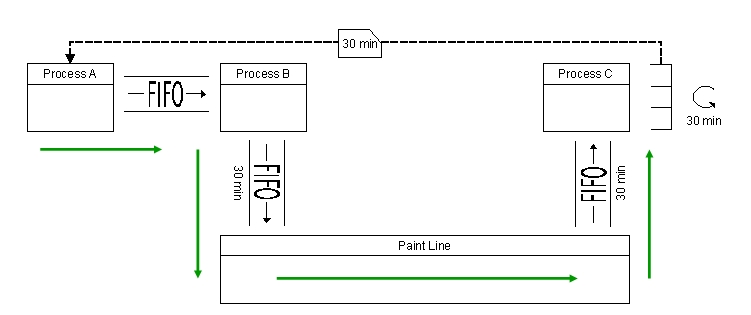 30 min
Process A
FIFO
Process B
Process C
30 min
FIFO
30 min
FIFO
30 min
Paint Line